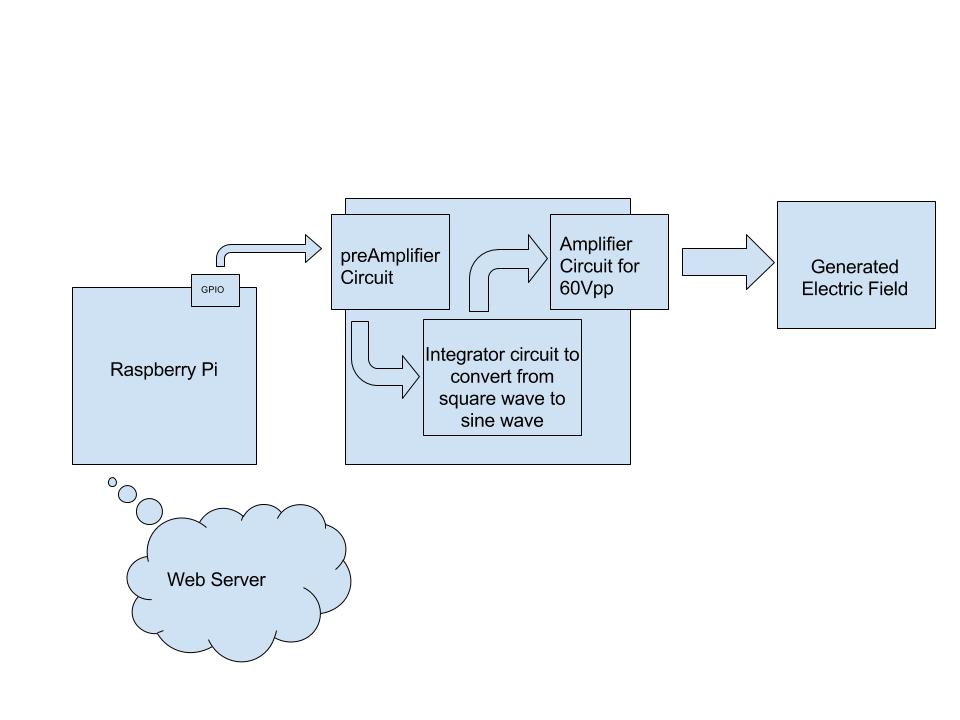 preAmplifier
Circuit
Amplifier
Circuit for
60Vpp
Generated
Electric Field
GPIO
Raspberry Pi
Integrator circuit to
convert from
square wave to
sine wave
Web Server